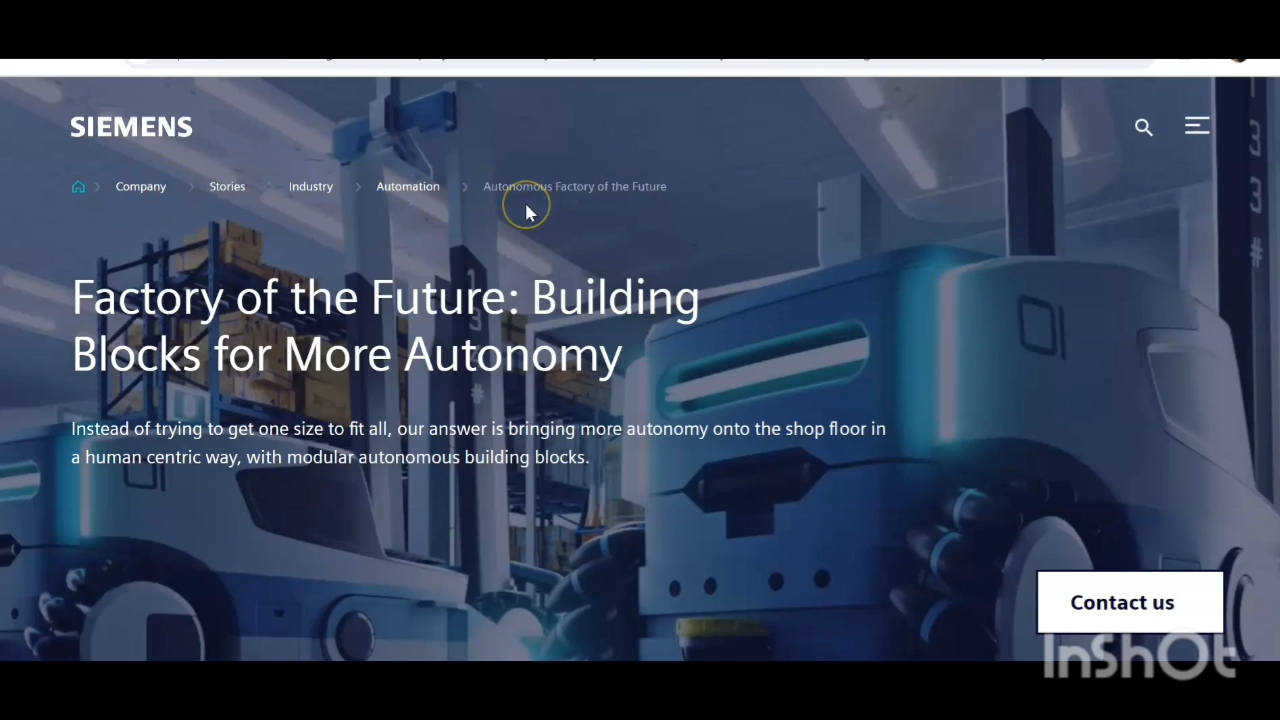 SIEMENS
Company > Stories > Industry > Automation > Autonomous Factory of the Future
Factory of the Future: Building
Blocks for More Autonomy
Instead of trying to get one size to fit all, our answer is bringing more autonomy onto the shop floor in
a human centric way, with modular autonomous building blocks.
Contact us
InShOt